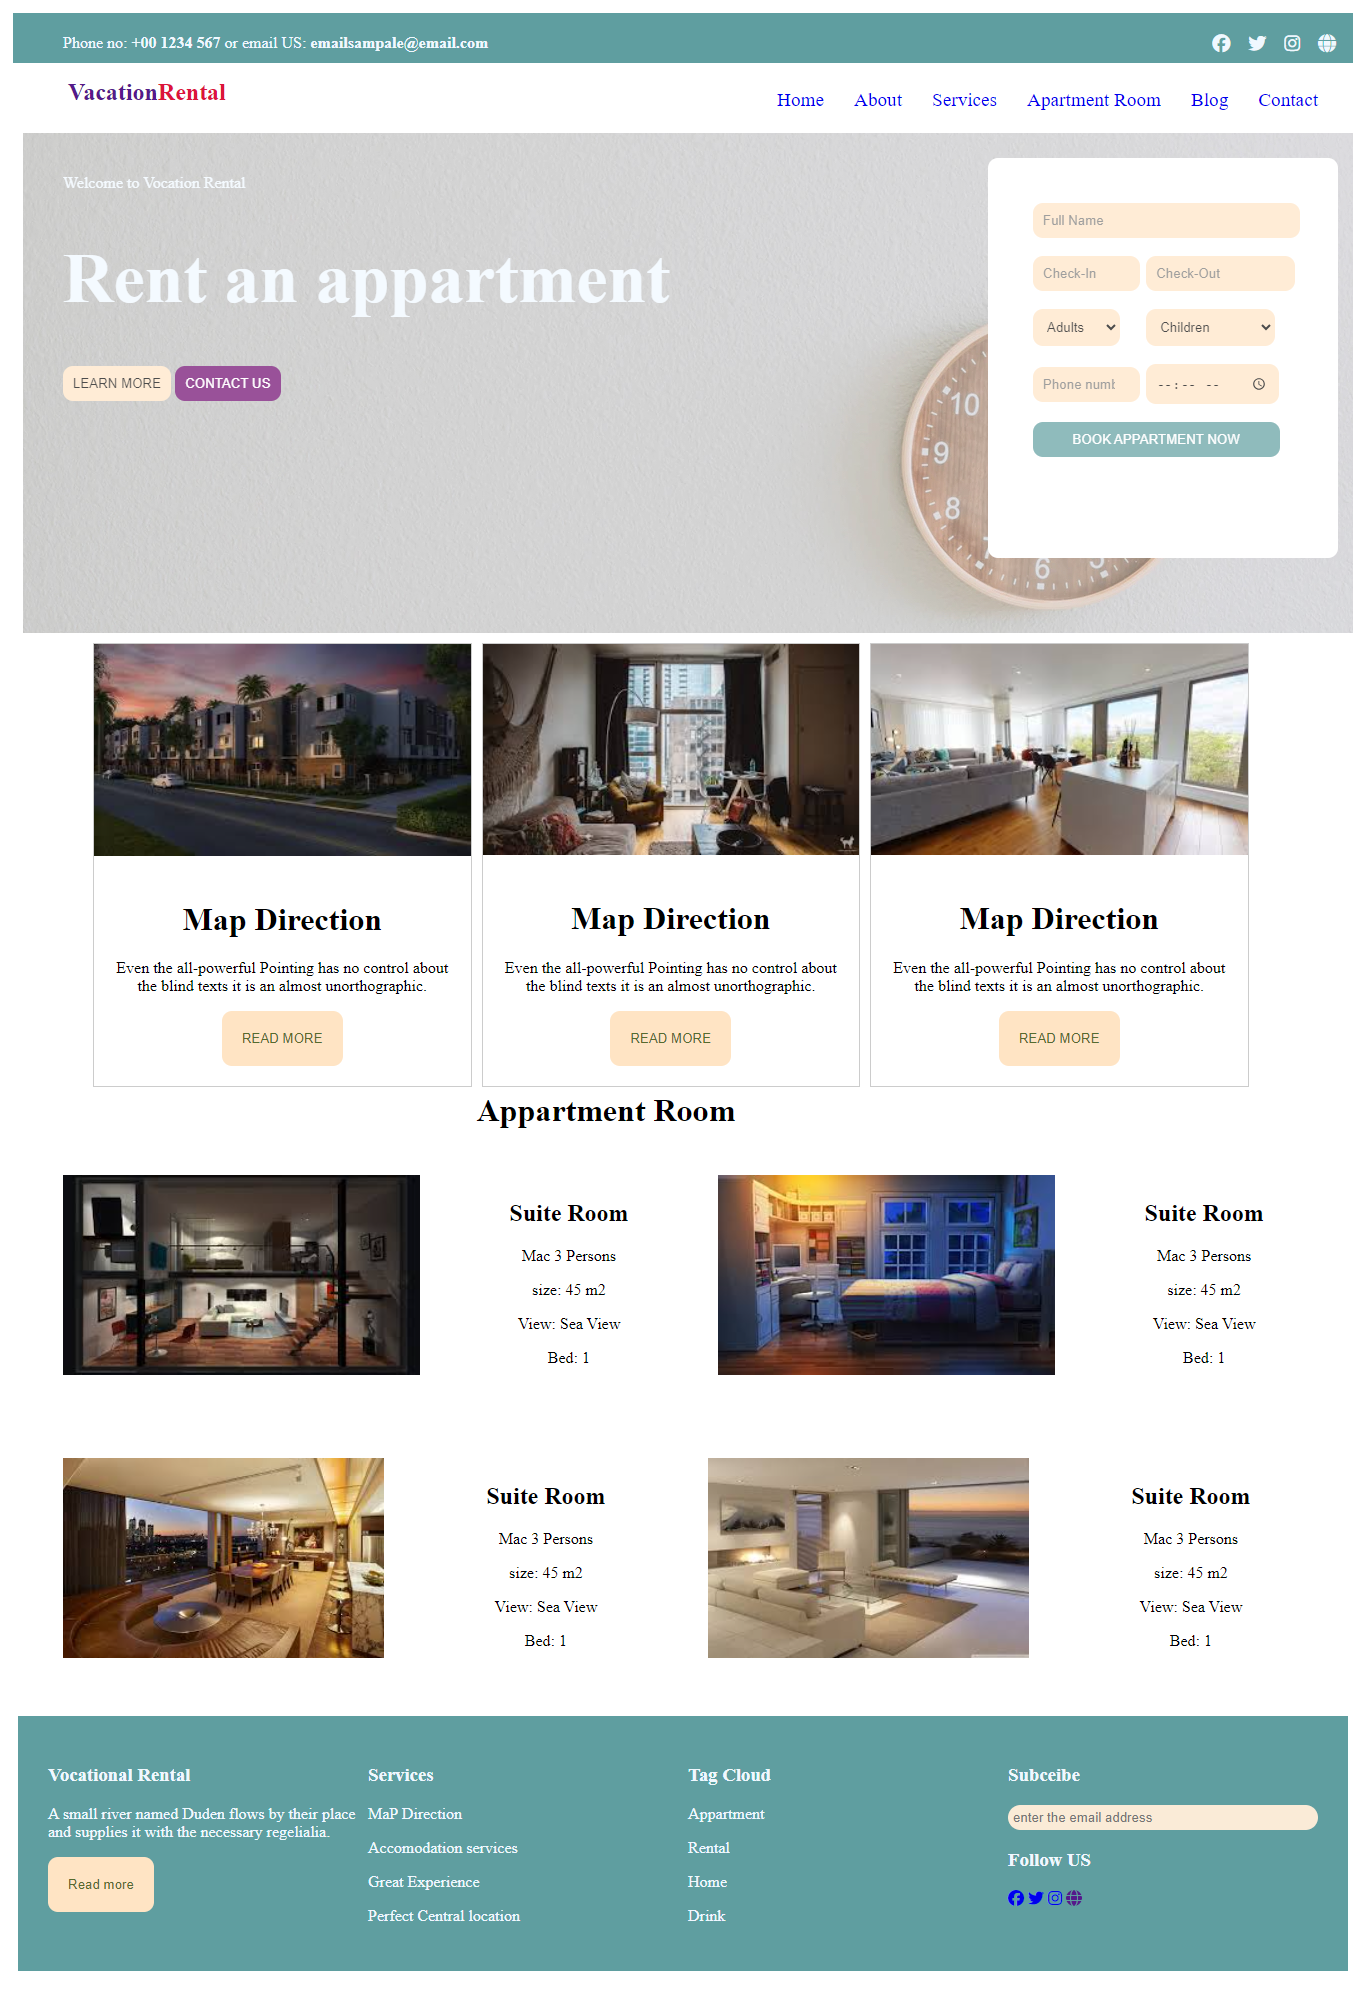 Phone no: +00 1234 567 or email US: emailsampale@email.com
VacationRental
Home About Services Apartment Room Blog Contact
Welcome to Vocation Rental
Rent an appartment
LEARN MORE CONTACT US
Full Name
Check-In Check-Out
Adults Children
Phone numt --:-- --
BOOK APPARTMENT NOW
10
9
8
7
6
5
Map Direction
Even the all-powerful Pointing has no control about
the blind texts it is an almost unorthographic.
READ MORE
Map Direction
Even the all-powerful Pointing has no control about
the blind texts it is an almost unorthographic.
READ MORE
Map Direction
Even the all-powerful Pointing has no control about
the blind texts it is an almost unorthographic.
READ MORE
Appartment Room
Suite Room
Mac 3 Persons
size: 45 m2
View: Sea View
Bed: 1
Suite Room
Mac 3 Persons
size: 45 m2
View: Sea View
Bed: 1
Suite Room
Mac 3 Persons
size: 45 m2
View: Sea View
Bed: 1
Suite Room
Mac 3 Persons
size: 45 m2
View: Sea View
Bed: 1
Vocational Rental
A small river named Duden flows by their place
and supplies it with the necessary regelialia.
Read more
Services
MaP Direction
Accomodation services
Great Experience
Perfect Central location
Tag Cloud
Appartment
Rental
Home
Drink
Subceibe
enter the email address
Follow US